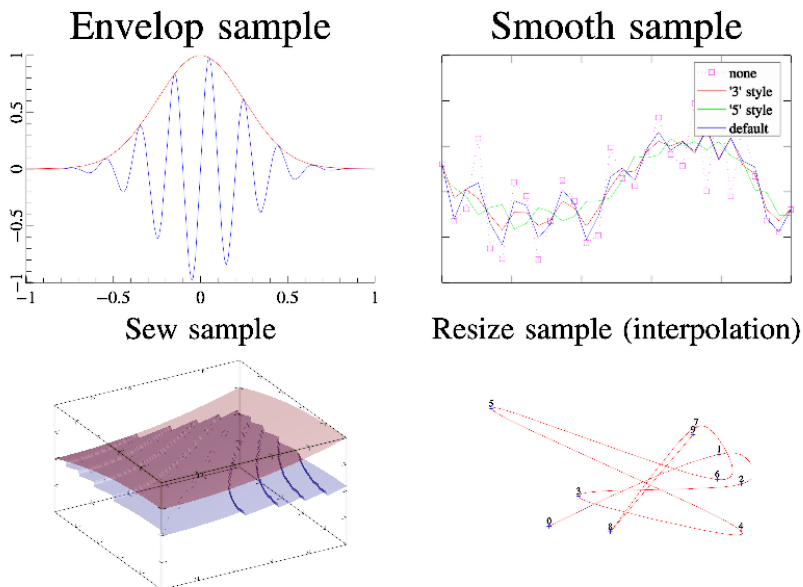 Envelop sample
1
0.5
0
−0.5
−1
−1
−0.5
0
0.5
1
Smooth sample
none
'3' style
'5' style
default
Sew sample
Resize sample (interpolation)
5
7
9
1
6
2
3
0
8
4